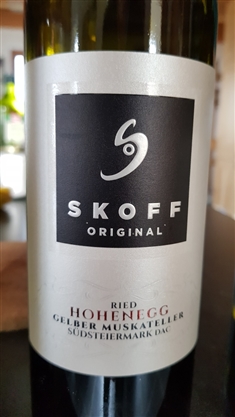 SKOFF
ORIGINAL
RIED
HOHENEGG
GELBER MUSKATELLER
SÜDSTEIERMARK DAC